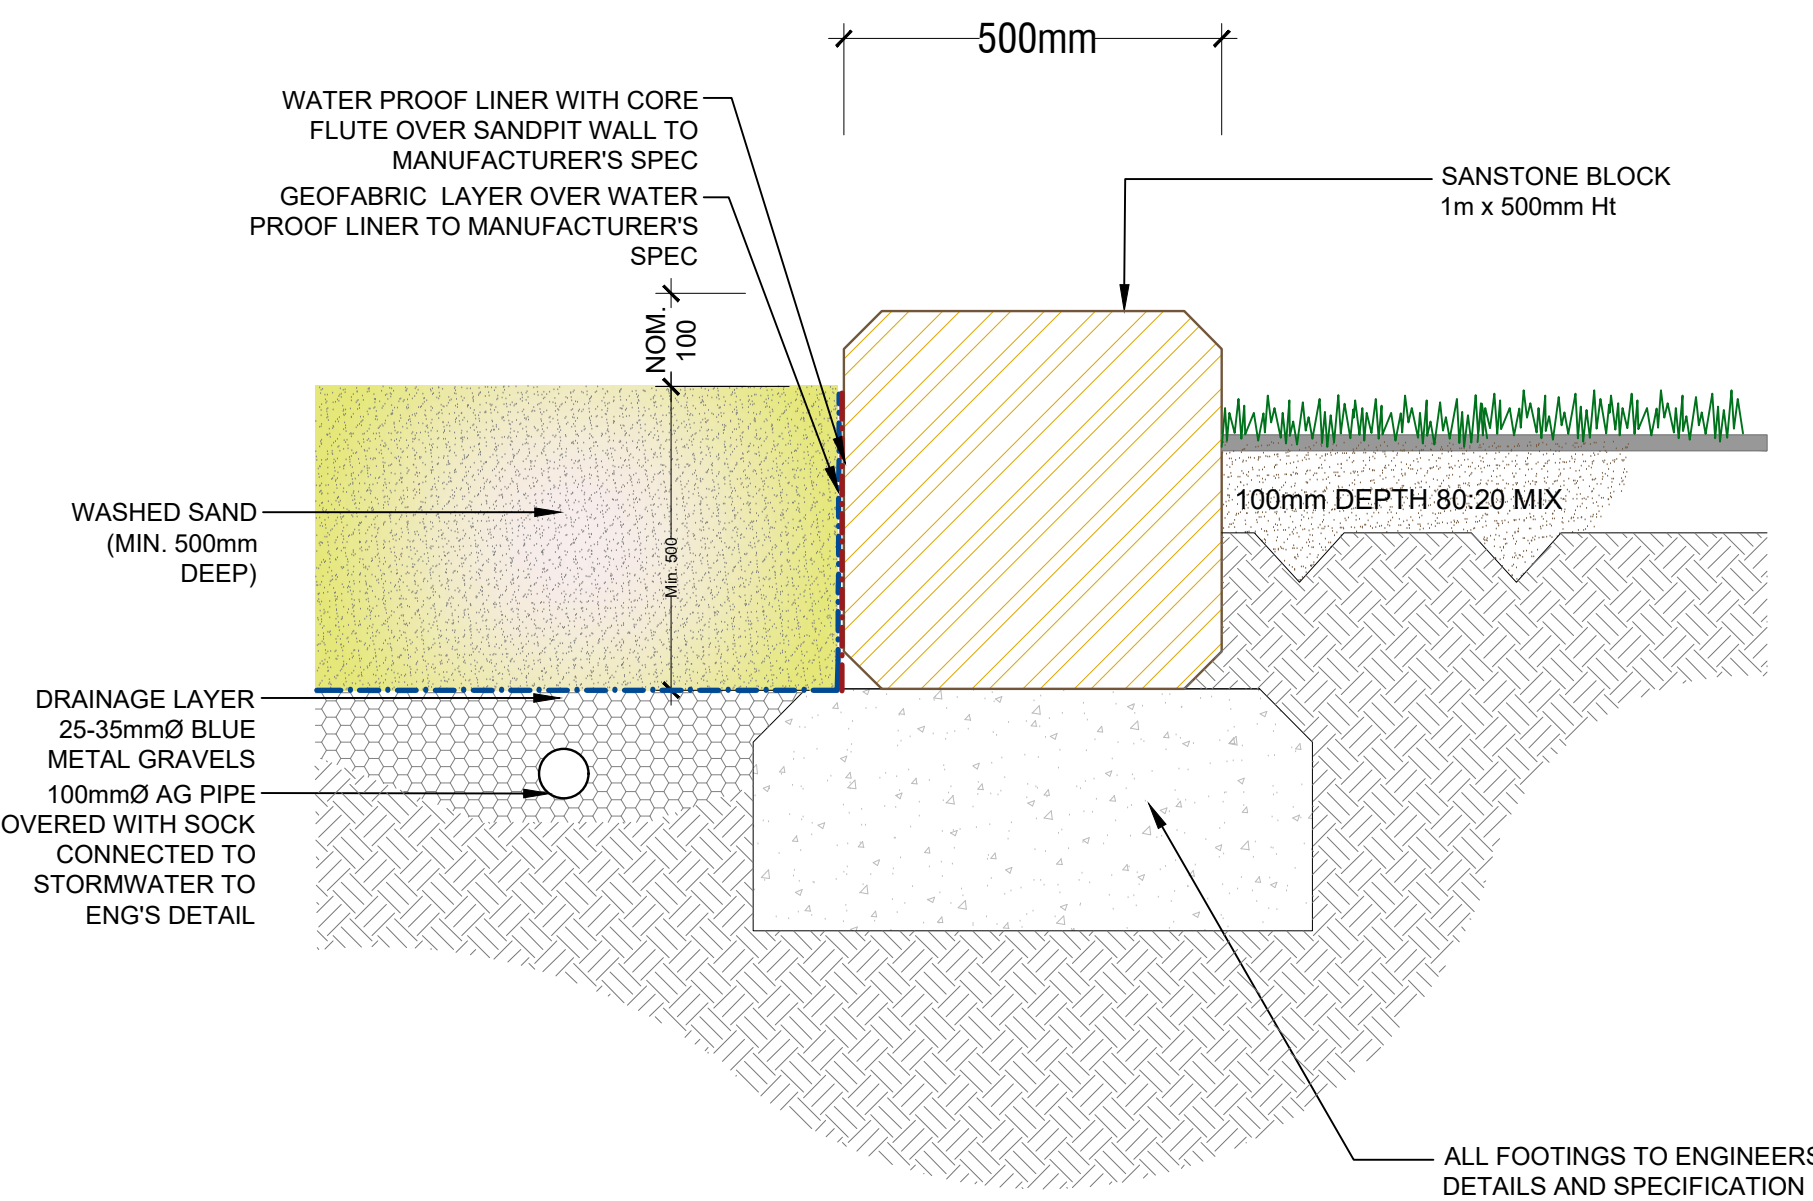 500mm
WATER PROOF LINER WITH CORE
FLUTE OVER SANDPIT WALL TO
MANUFACTURER'S SPEC
GEOFABRIC LAYER OVER WATER
PROOF LINER TO MANUFACTURER'S
SPEC
SANSTONE BLOCK
1m x 500mm Ht
NOM.
100
100mm DEPTH 80:20 MIX
WASHED SAND
(MIN. 500mm
DEEP)
Min. 500
DRAINAGE LAYER
25-35mmØ BLUE
METAL GRAVELS
100mmØ AG PIPE
OVERED WITH SOCK
CONNECTED TO
STORMWATER TO
ENG'S DETAIL
ALL FOOTINGS TO ENGINEERS
DETAILS AND SPECIFICATION